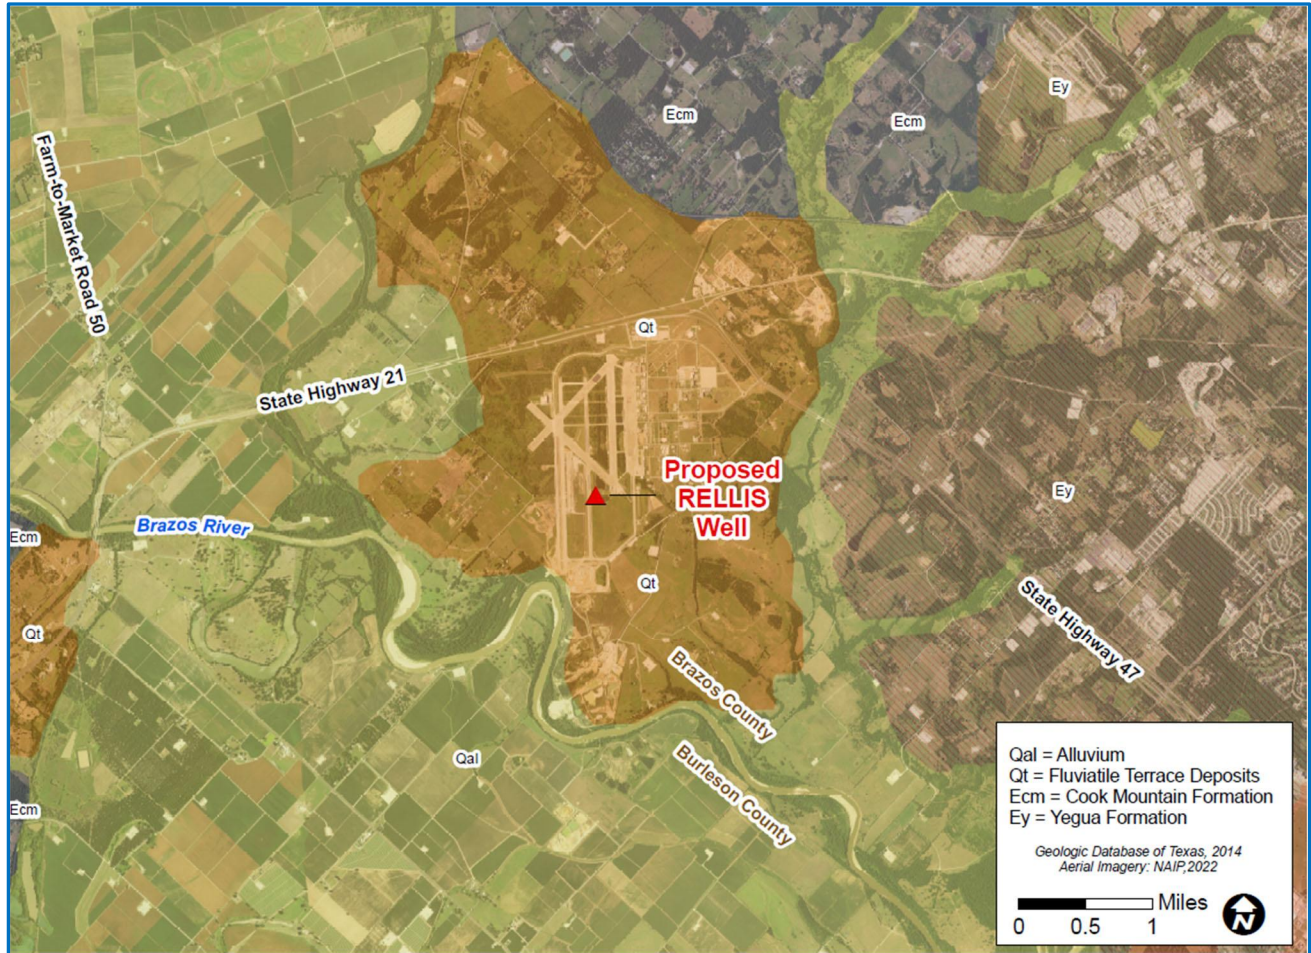 Ecm
Ecm
Ey
Farm-to-Market Road 50
Qt
State Highway 21
Proposed
RELLIS
Well
Ey
Brazos River
Ecm
Qt
Qt
State Highway 47
Brazos County
Burleson County
Qal
Ecm
Qal = Alluvium
Qt = Fluviatile Terrace Deposits
Ecm = Cook Mountain Formation
Ey = Yegua Formation
Geologic Database of Texas, 2014
Aerial Imagery: NAIP,2022
Miles
0 0.5 1
N